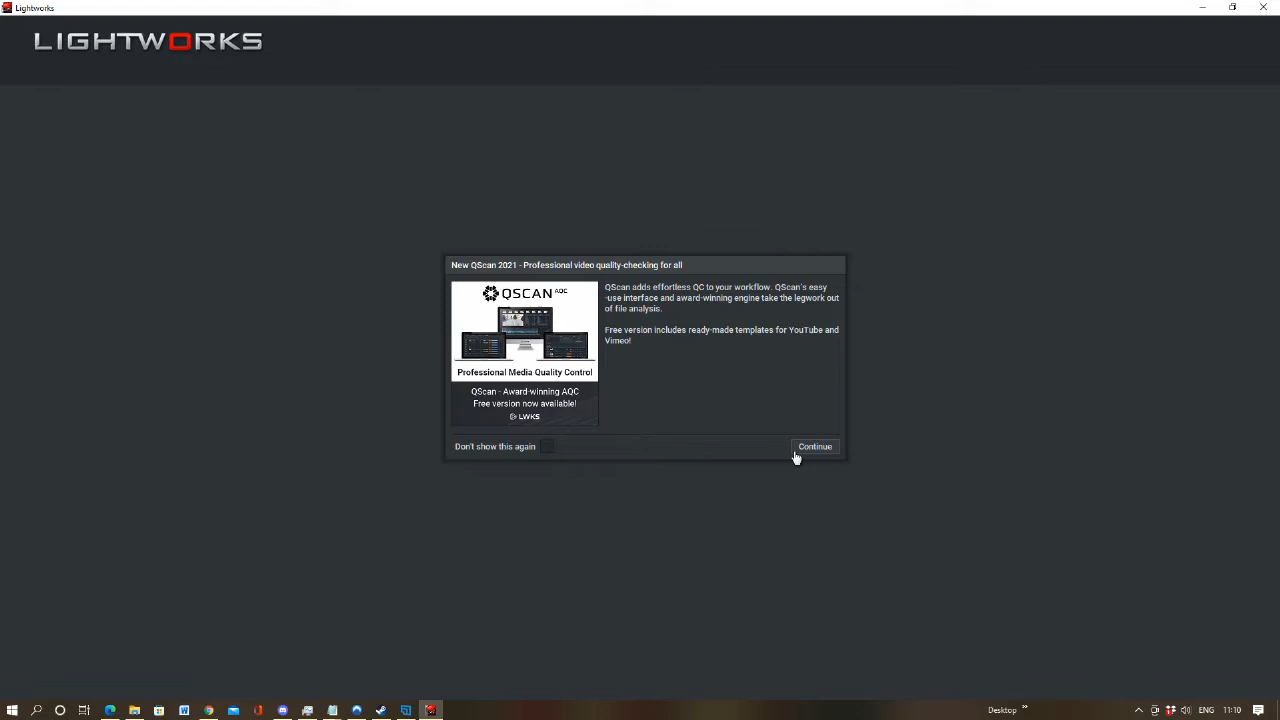 Lightworks
LIGHTWORKS
New QScan 2021 - Professional video quality-checking for all
QSCAN AQC
Professional Media Quality Control
QScan - Award-winning AQC
Free version now available!
LWKS
QScan adds effortless QC to your workflow. QScan's easy
-use interface and award-winning engine take the legwork out
of file analysis.
Free version includes ready-made templates for YouTube and
Vimeo!
Don't show this again
Continue
Desktop
ENG
11:10